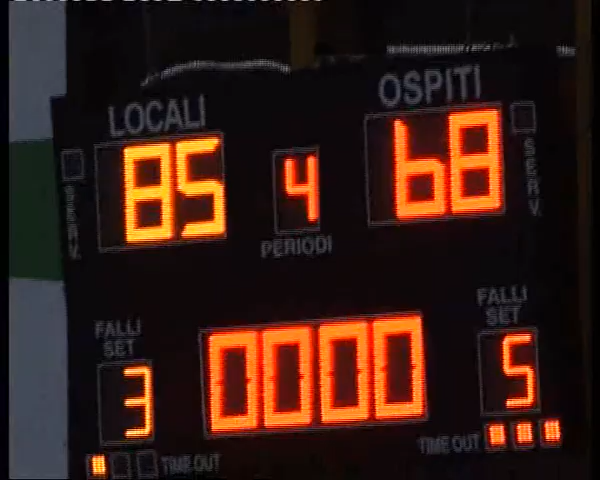 LOCALI
OSPITI
85
4
68
SERV.
PERIODI
SERV.
FALLI
SET
FALLI
SET
3
0000
5
TIME OUT
TIME OUT